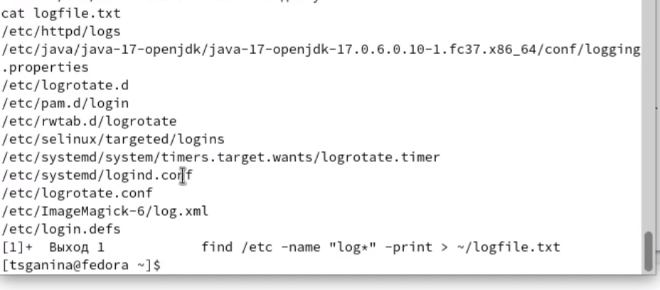 cat logfile.txt
/etc/httpd/logs
/etc/java/java-17-openjdk/java-17-openjdk-17.0.6.0.10-1.fc37.x86_64/conf/logging
.properties
/etc/logrotate.d
/etc/pam.d/login
/etc/rwtab.d/logrotate
/etc/selinux/targeted/logins
/etc/systemd/system/timers.target.wants/logrotate.timer
/etc/systemd/logind.conf
/etc/logrotate.conf
/etc/ImageMagick-6/log.xml
/etc/login.defs
[1]+  Выход 1            find /etc -name "log*" -print > ~/logfile.txt
[tsganina@fedora ~]$